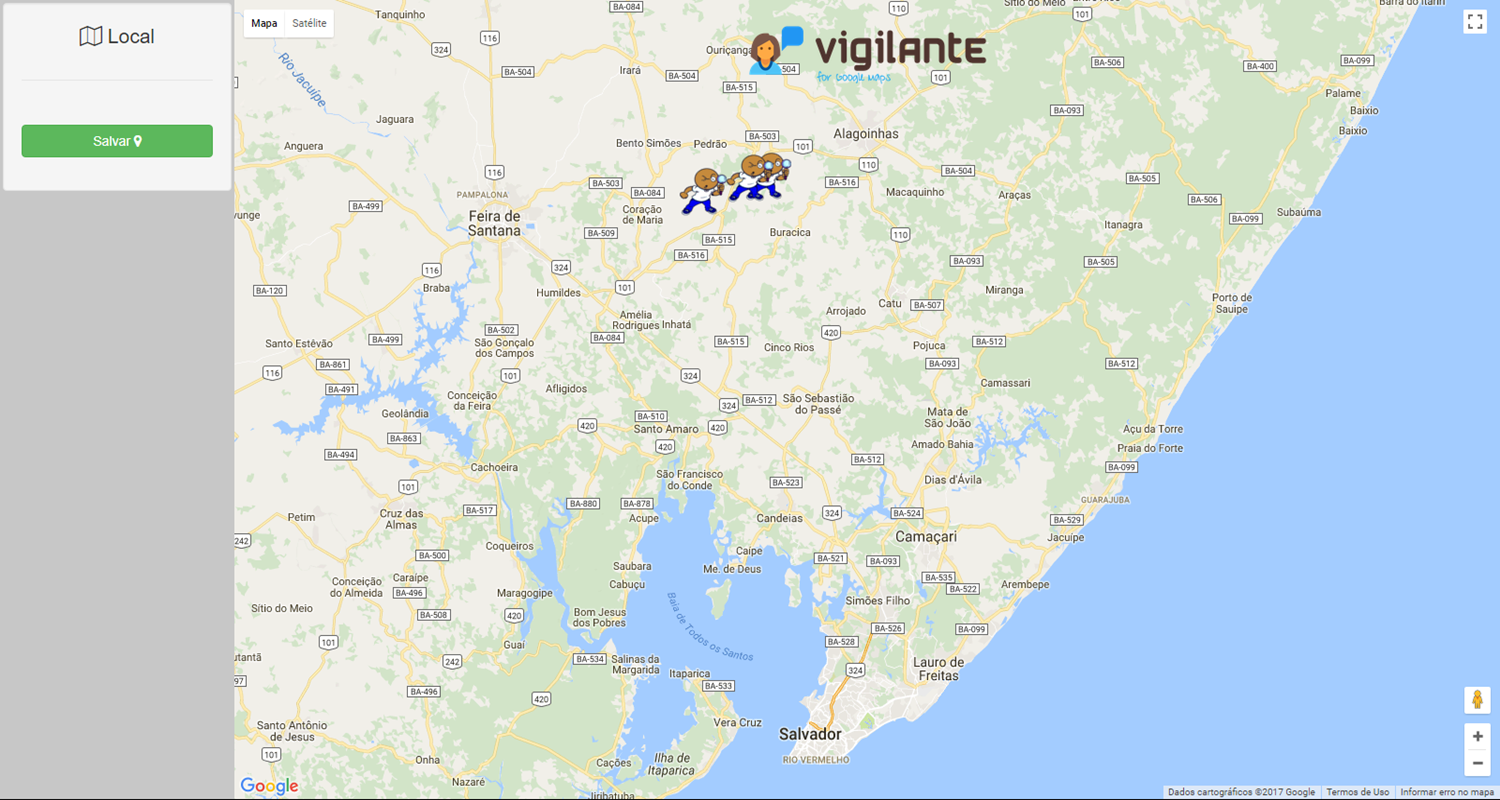 Local
Salvar
Mapa
Satélite
vigilante
for Google Maps
Tanquinho
BA-084
110
Sítio do Meio
101
Barra do Itariri
116
324
BA-504
Irará
BA-504
504
BA-515
101
BA-506
BA-400
BA-099
Rio Jacuípe
Palame
Baixio
Baixio
BA-093
Jaguara
Anguera
Bento Simões
Pedrão
BA-503
101
Alagoinhas
110
BA-504
BA-505
116
PAMPALONA
BA-503
BA-084
BA-516
Macaquinho
Araças
BA-506
BA-499
Feira de
Santana
Coração
de Maria
BA-509
BA-515
BA-516
Buracica
110
Itanagra
BA-099
Subaúma
BA-093
BA-505
116
324
101
BA-120
Braba
Humildes
Miranga
Porto de
Sauipe
Catu
BA-507
Arrojado
Amélia
Rodrigues
Inhatá
BA-502
São Gonçalo
dos Campos
BA-084
BA-515
Cinco Rios
420
Pojuca
BA-512
BA-093
BA-512
Santo Estévão
BA-499
BA-861
116
BA-491
101
324
Camassari
Afligidos
Conceição
da Feira
324
BA-512
São Sebastião
do Passé
Geolândia
BA-863
BA-510
420
Santo Amaro
420
420
Mata de
São João
Amado Bahia
Açu da Torre
Praia do Forte
BA-494
Cachoeira
BA-512
BA-099
São Francisco
do Conde
BA-523
Dias d'Ávila
GUARAJUBA
101
BA-517
BA-880
BA-878
Acupe
Candeias
324
BA-524
BA-529
Petim
Cruz das
Almas
Camaçari
Jacuípe
242
Coqueiros
Caípe
Me. de Deus
BA-521
BA-093
BA-500
Saubara
Cabuçu
BA-535
BA-522
Arembepe
Conceição
do Almeida
Caraipe
BA-496
Maragogipe
Sítio do Meio
BA-508
420
Bom Jesus
dos Pobres
Baia de Todos os Santos
Simões Filho
BA-526
BA-528
BA-099
101
Guaí
242
BA-534
Salinas da
Margarida
Itaparica
BA-533
324
Lauro de
Freitas
BA-496
420
Santo Antônio
de Jesus
Vera Cruz
Salvador
RIO VERMELHO
101
Onha
Nazaré
Cações
Ilha de
Itaparica
Google
Dados cartográficos ©2017 Google
Termos de Uso
Informar erro no mapa